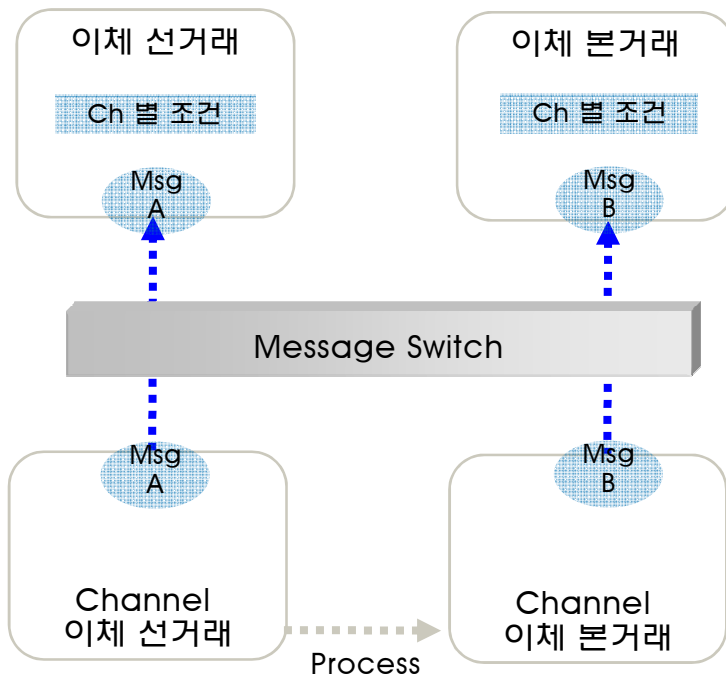 이체 선거래
이체 본거래
Ch 별 조건
Ch 별 조건
Msg
A
Msg
B
Message Switch
Msg
A
Msg
B
Channel
이체 선거래
Channel
이체 본거래
Process